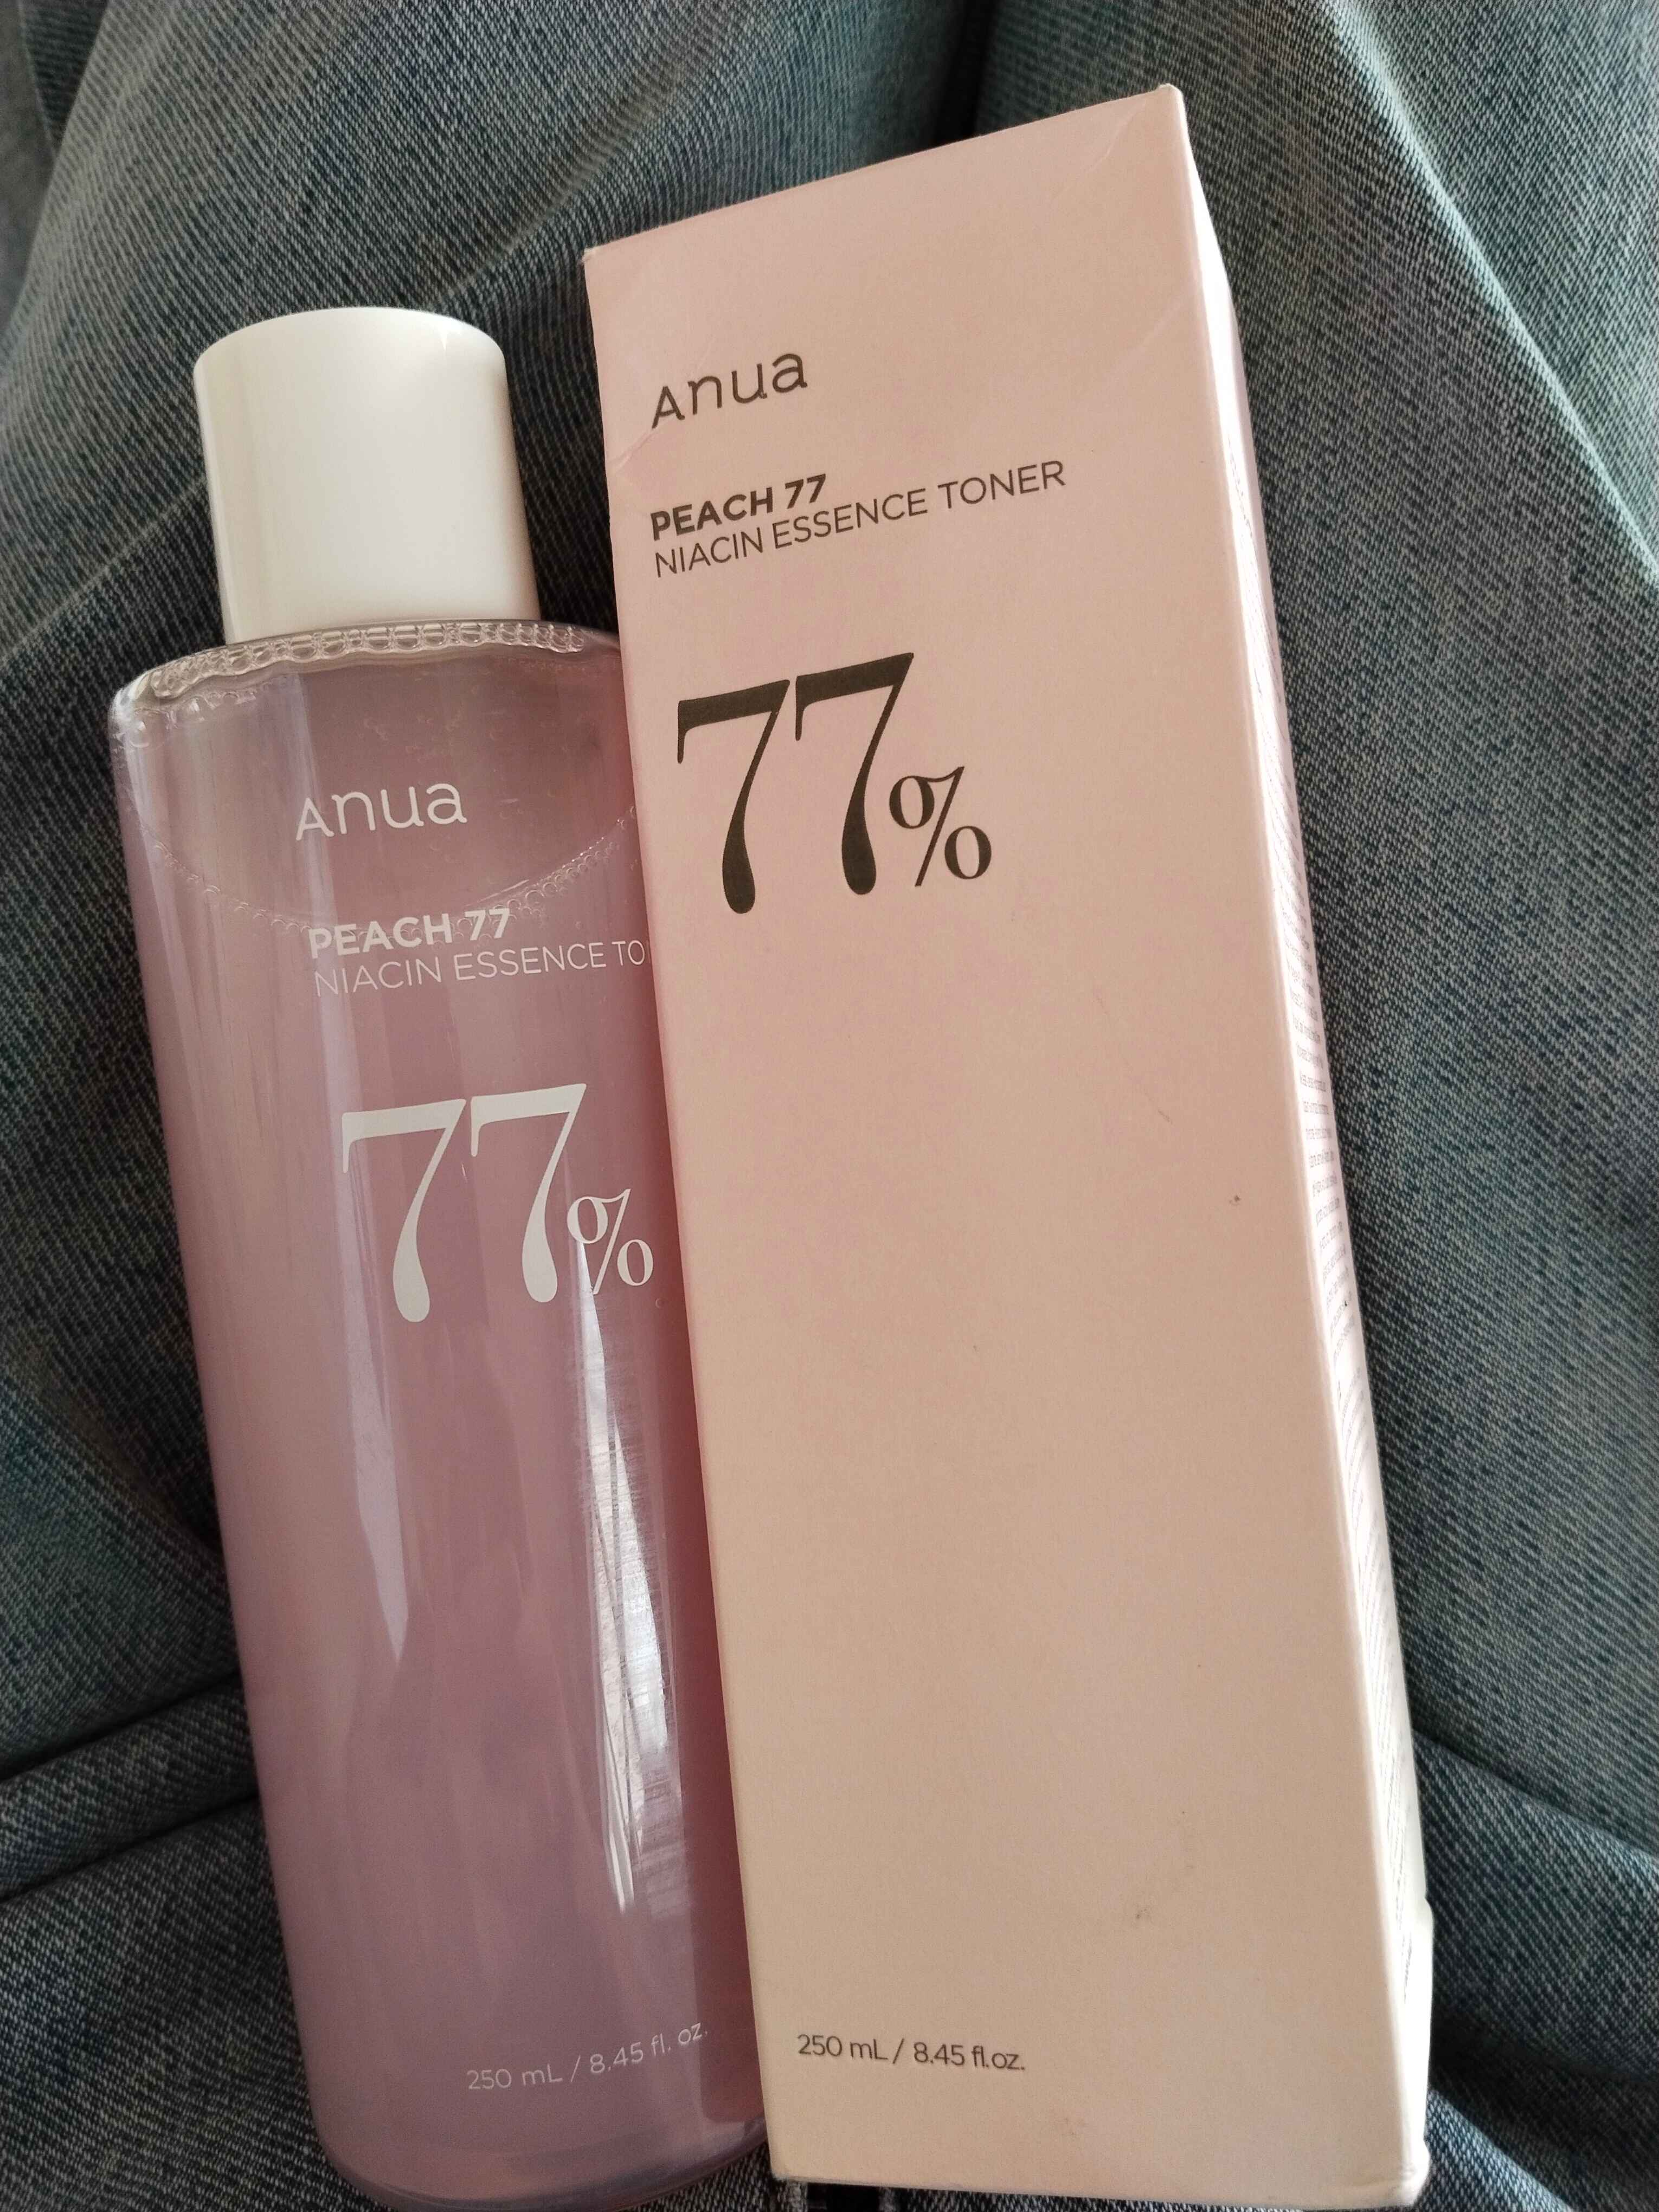 Anua
PEACH 77
NIACIN ESSENCE TONER
77%
250 mL / 8.45 fl.oz.
Anua
PEACH 77
NIACIN ESSENCE
77%
250 mL / 8.45 fl. oz.